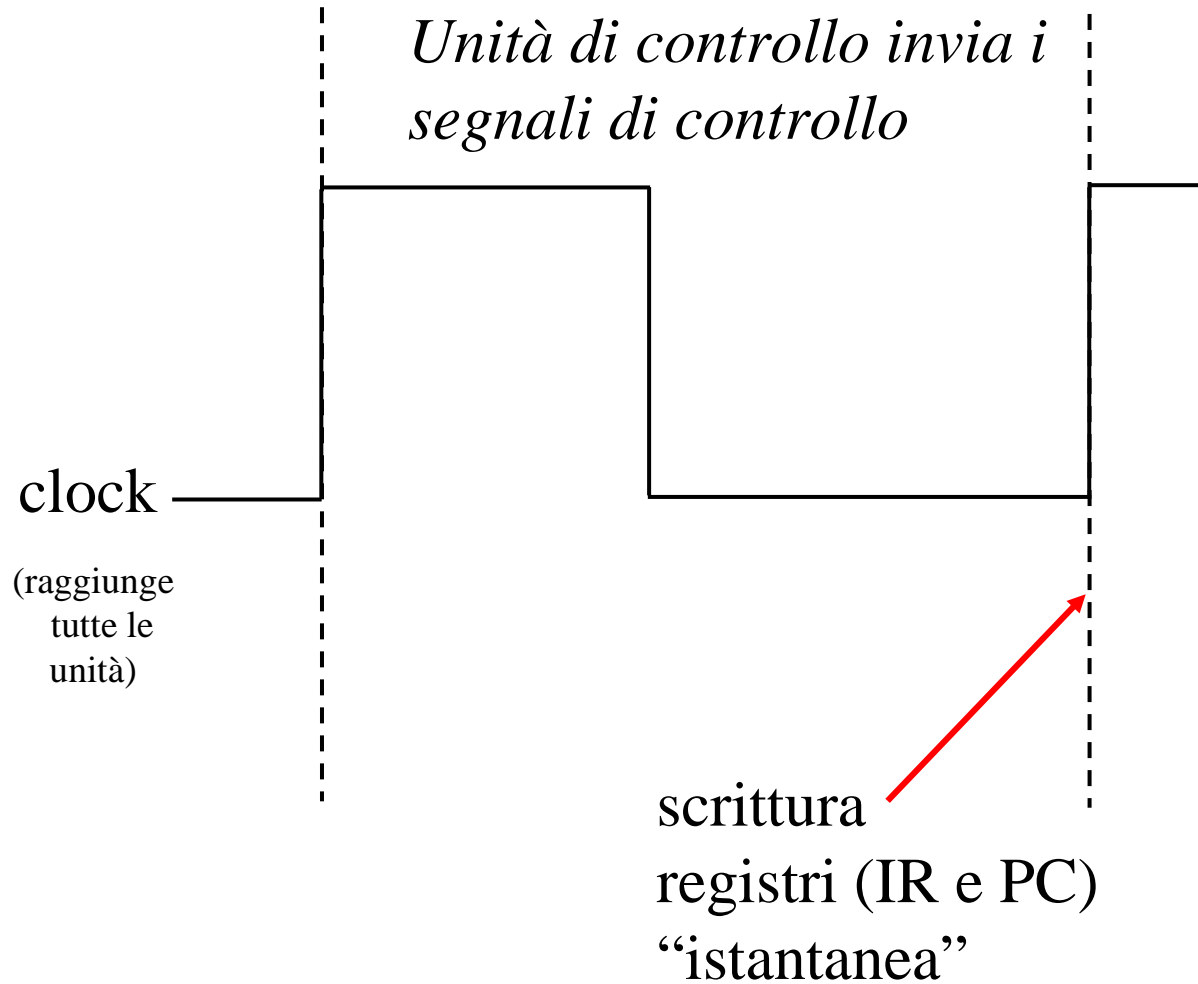 Unità di controllo invia i
segnali di controllo
clock
(raggiunge
tutte le
unità)
scrittura
registri (IR e PC)
“istantanea”